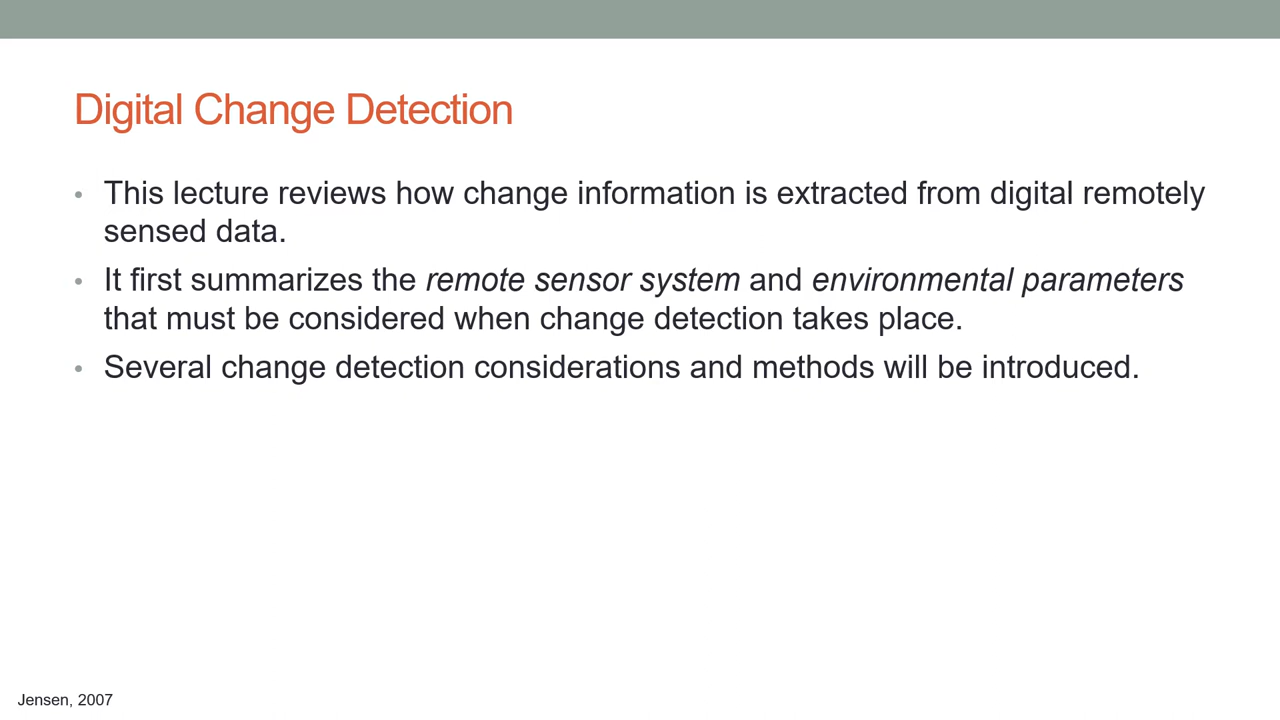 Digital Change Detection
• This lecture reviews how change information is extracted from digital remotely
sensed data.
• It first summarizes the remote sensor system and environmental parameters
that must be considered when change detection takes place.
• Several change detection considerations and methods will be introduced.
Jensen, 2007